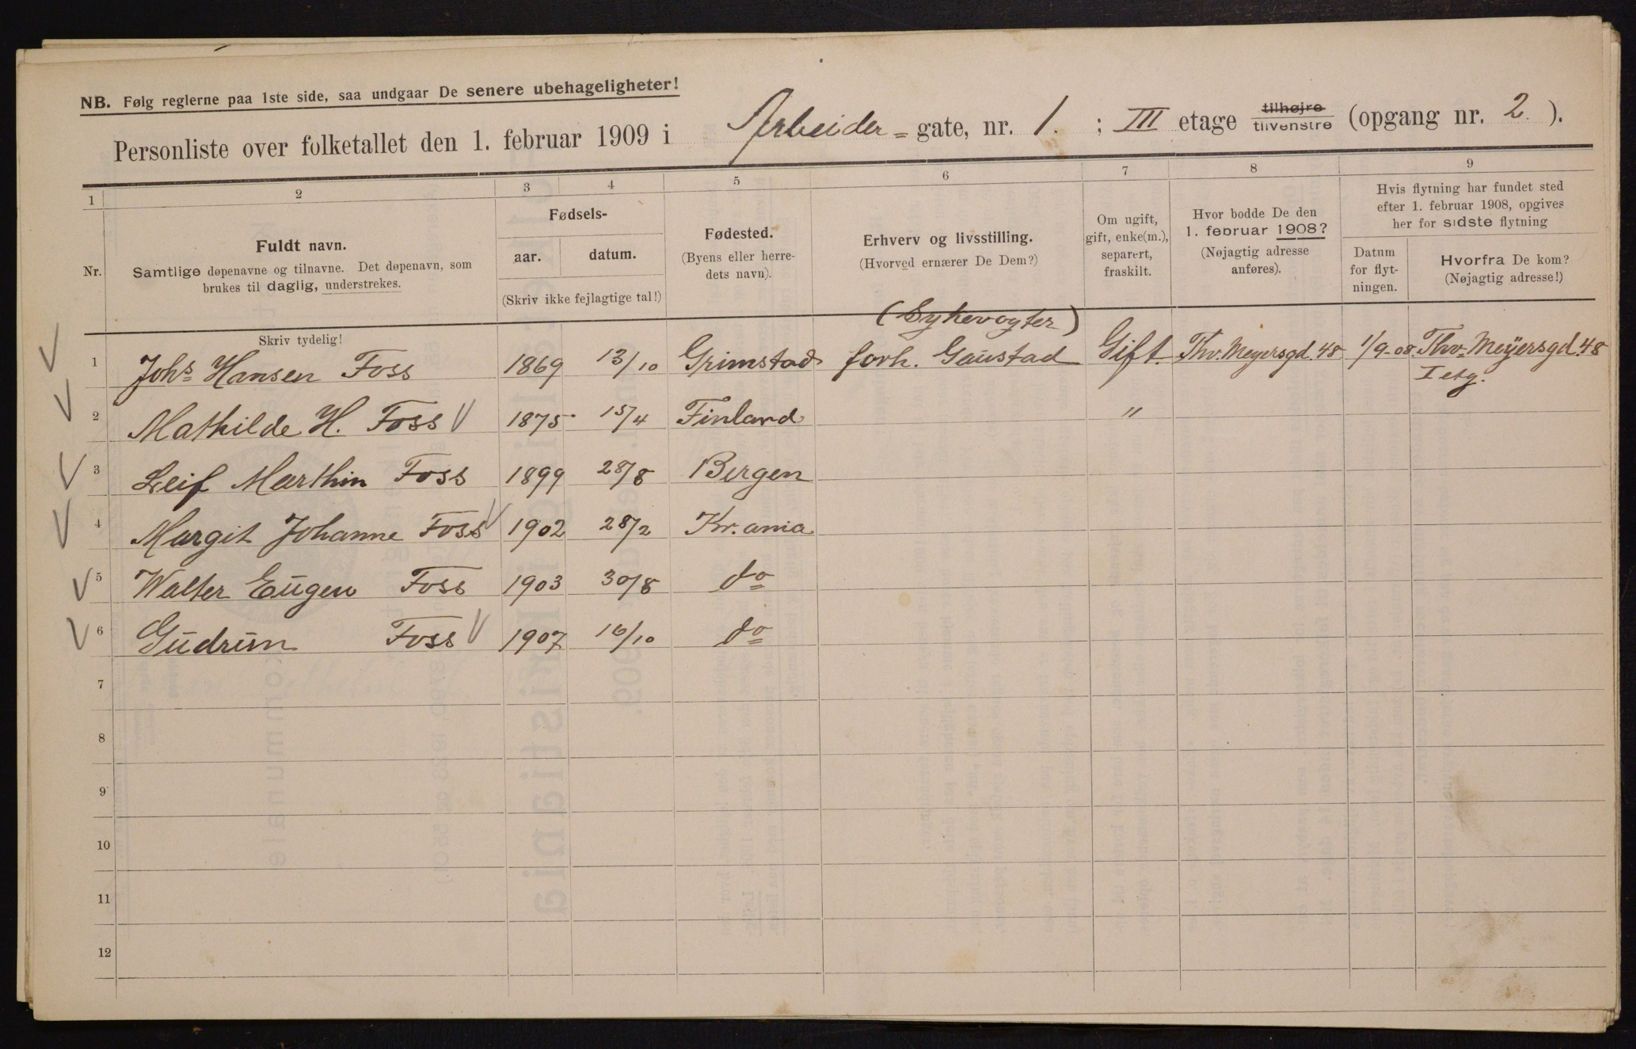 NB. Følg reglerne paa 1ste side, saa undgaar De senere ubehageligheter!
Personliste over folketallet den 1. februar 1909 i Arbeider- gate, nr. 1. ; III etage tilhøjre tilvenstre (opgang nr. 2.).
1 2 3 4 5 6 7 8 9
Nr.
Fuldt navn.
Samtlige døpenavne og tilnavne. Det døpenavn, som
brukes til daglig, understrekes.
Fødsels-
aar. datum.
(Skriv ikke fejlagtige tal!)
Fødested.
(Byens eller herre-
dets navn).
Erhverv og livsstilling.
(Hvorved ernærer De Dem?)
Om ugift,
gift, enke(m.),
separert,
fraskilt.
Hvor bodde De den
1. februar 1908?
(Nøjagtig adresse
anføres).
Hvis flytning har fundet sted
efter 1. februar 1908, opgives
her for sidste flytning
Datum
for flyt-
ningen.
Hvorfra De kom?
(Nøjagtig adresse!)
Skriv tydelig!
(Sykevogter)
1 Johs Hansen Foss 1869 13/10 Grimstad forh. Gaustad Gift. Thv. Meyersgd. 48 1/9 08 Thv. Meÿersgd. 48
I etg.
2 Mathilde H. Foss 1875 15/4 Finland "
3 Leif Marthin Foss 1899 28/8 Bergen
4 Margit Johanne Foss 1902 28/2 Kr.ania
5 Walter Eugen Foss 1903 30/8 do
6 Gudrun Foss 1907 16/10 do
7
8
9
10
11
12